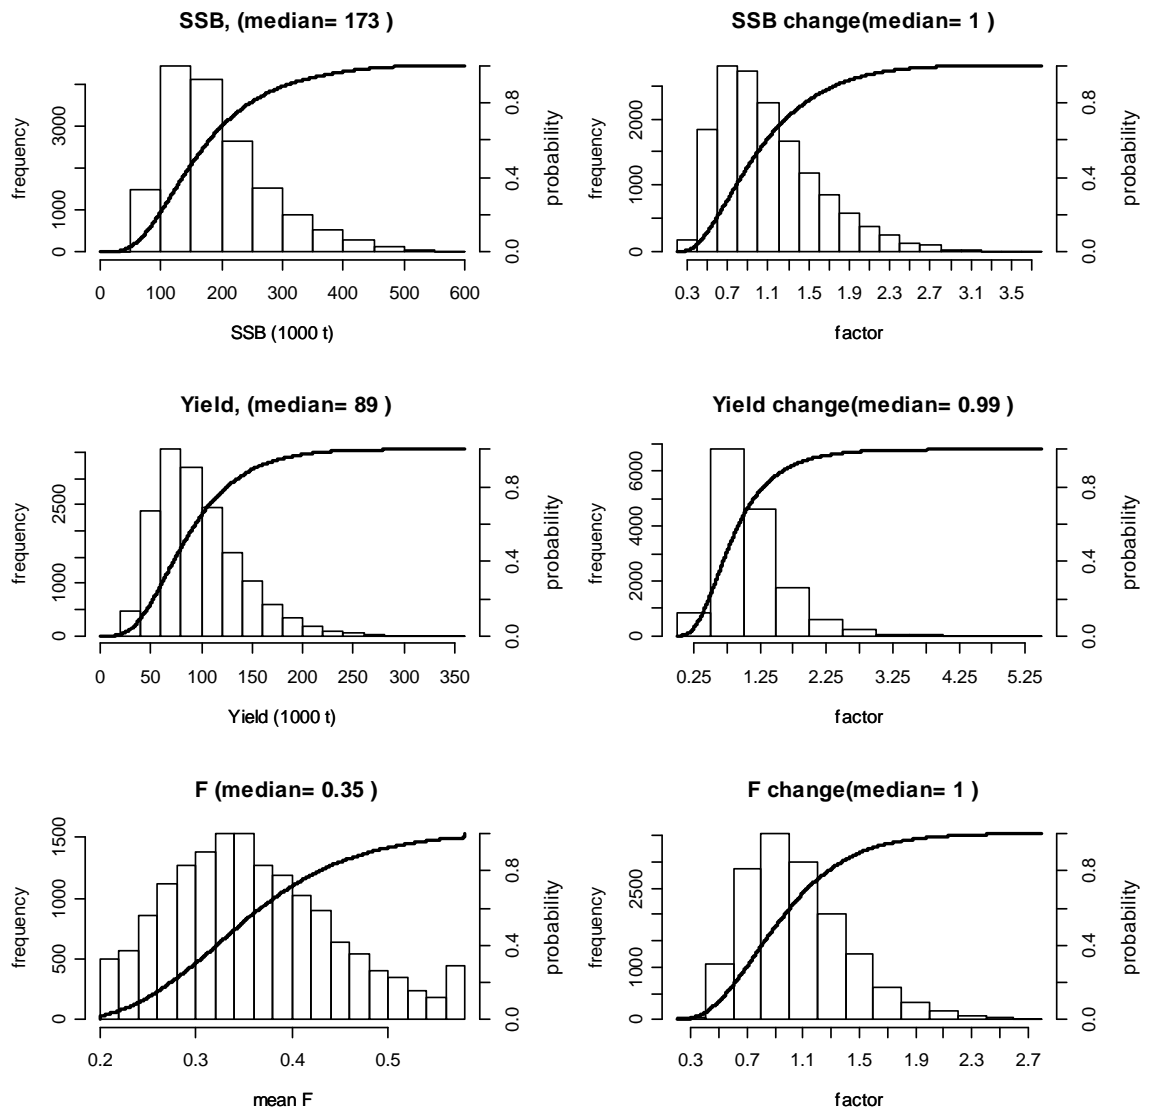 SSB, (median= 173 )
frequency
0 1000 3000
probability
0.0 0.4 0.8
0 100 200 300 400 500 600
SSB (1000 t)
SSB change(median= 1 )
frequency
0 1000 2000
probability
0.0 0.4 0.8
0.3 0.7 1.1 1.5 1.9 2.3 2.7 3.1 3.5
factor
Yield, (median= 89 )
frequency
0 1000 2500
probability
0.0 0.4 0.8
0 50 100 150 200 250 300 350
Yield (1000 t)
Yield change(median= 0.99 )
frequency
0 2000 4000 6000
probability
0.0 0.4 0.8
0.25 1.25 2.25 3.25 4.25 5.25
factor
F (median= 0.35 )
frequency
0 500 1000 1500
probability
0.0 0.4 0.8
0.2 0.3 0.4 0.5
mean F
F change(median= 1 )
frequency
0 1000 2500
probability
0.0 0.4 0.8
0.3 0.7 1.1 1.5 1.9 2.3 2.7
factor